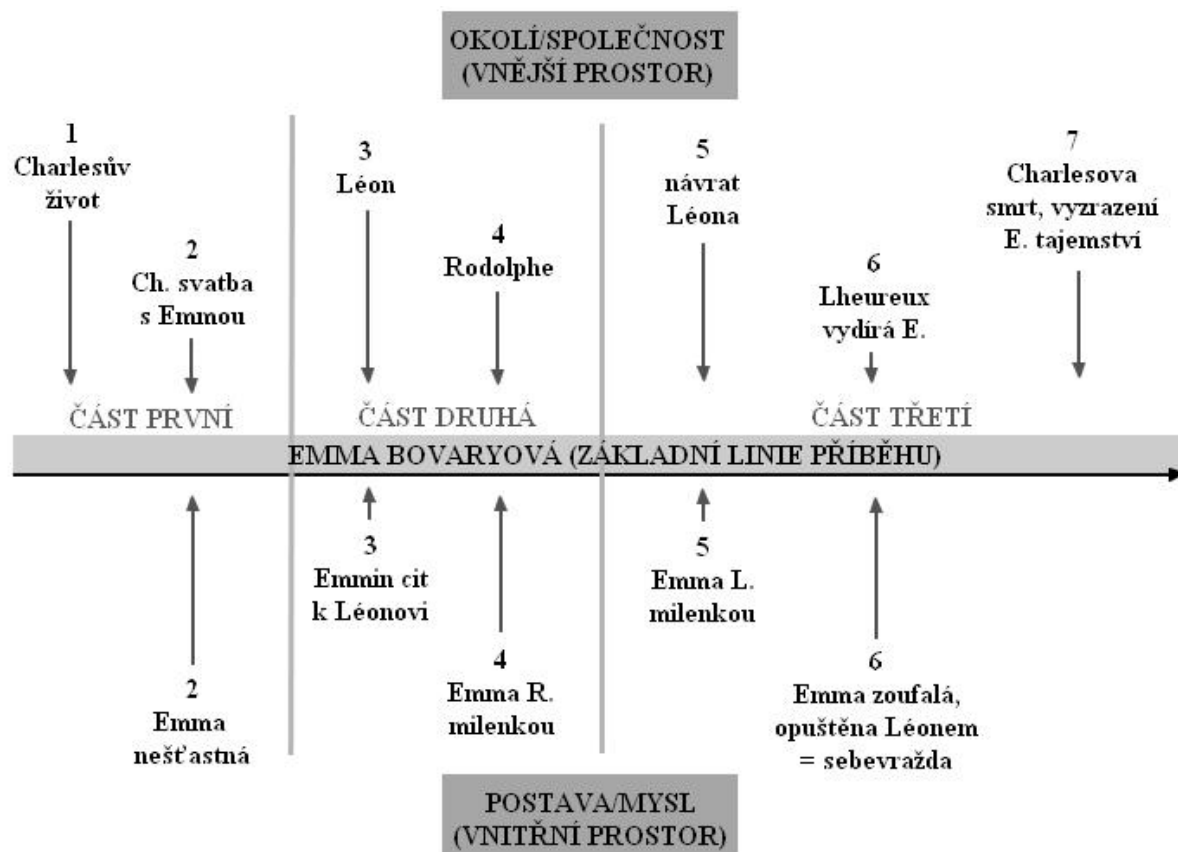 OKOLÍ/SPOLEČNOST
(VNĚJŠÍ PROSTOR)
1
Charlesův
život
2
Ch. svatba
s Emmou
3
Léon
4
Rodolphe
5
návrat
Léona
6
Lheureux
vydírá E.
7
Charlesova
smrt, vyzrazení
E. tajemství
ČÁST PRVNÍ
ČÁST DRUHÁ
ČÁST TŘETÍ
EMMA BOVARYOVÁ (ZÁKLADNÍ LINIE PŘÍBĚHU)
2
Emma
nešťastná
3
Emmin cit
k Léonovi
4
Emma R.
milenkou
5
Emma L.
milenkou
6
Emma zoufalá,
opuštěna Léonem
= sebevražda
POSTAVA/MYSL
(VNITŘNÍ PROSTOR)